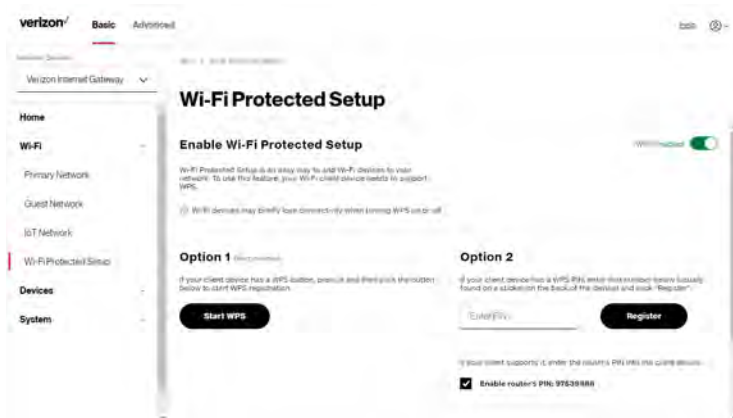 verizon
Basic
Advanced
help
Verizon Internet Gateway
Home
Wi-Fi
Primary Network
Guest Network
IoT Network
Wi-Fi Protected Setup
Devices
System
Wi-Fi Protected Setup
Enable Wi-Fi Protected Setup
Wi-Fi Protected Setup is an easy way to add Wi-Fi devices to your
network. To use this feature, your Wi-Fi client device needs to support
WPS.
Wi-Fi devices may briefly lose connectivity when turning WPS on or off
Option 1
If your client device has a WPS button, press it and then click the button
below to start WPS registration.
Start WPS
Option 2
If your client device has a WPS PIN, enter that number below (usually
found on a sticker on the back of the device) and click "Register".
Enter PIN
Register
If your client supports it, enter the router's PIN into the client device.
Enable router's PIN: